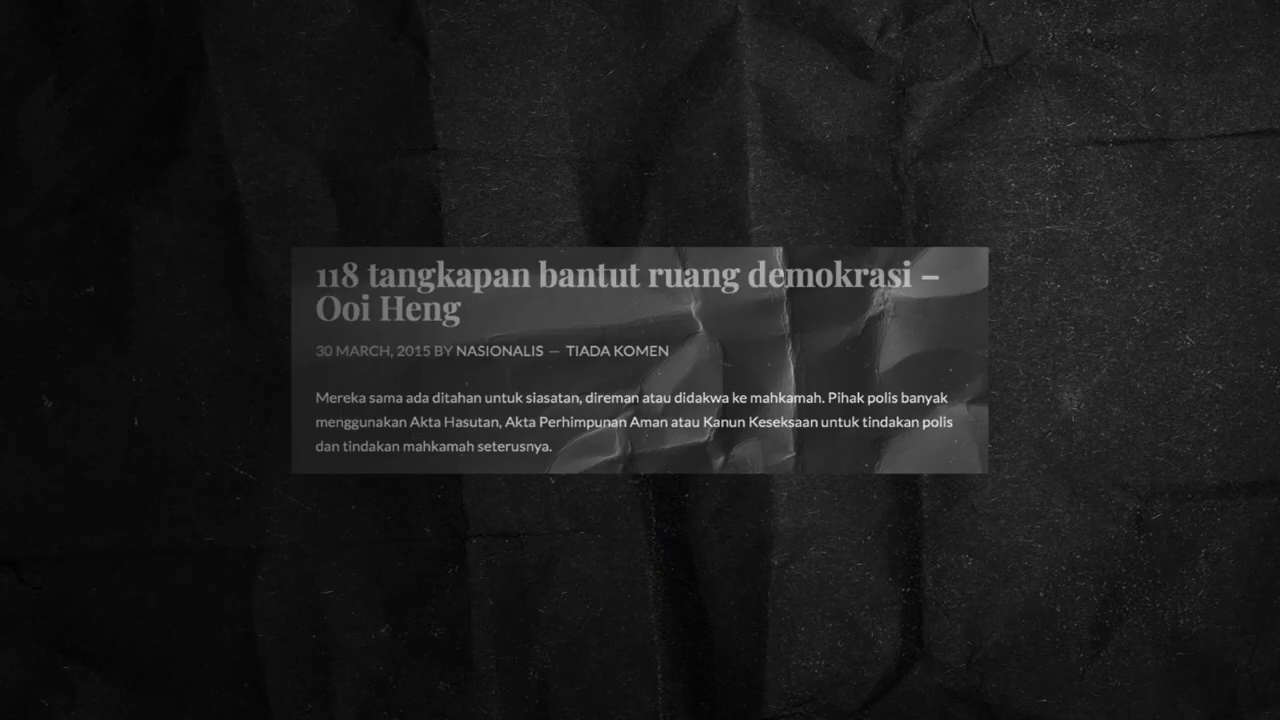 118 tangkapan bantut ruang demokrasi –
Ooi Heng
30 MARCH, 2015 BY NASIONALIS — TIADA KOMEN
Mereka sama ada ditahan untuk siasatan, direman atau didakwa ke mahkamah. Pihak polis banyak
menggunakan Akta Hasutan, Akta Perhimpunan Aman atau Kanun Keseksaan untuk tindakan polis
dan tindakan mahkamah seterusnya.